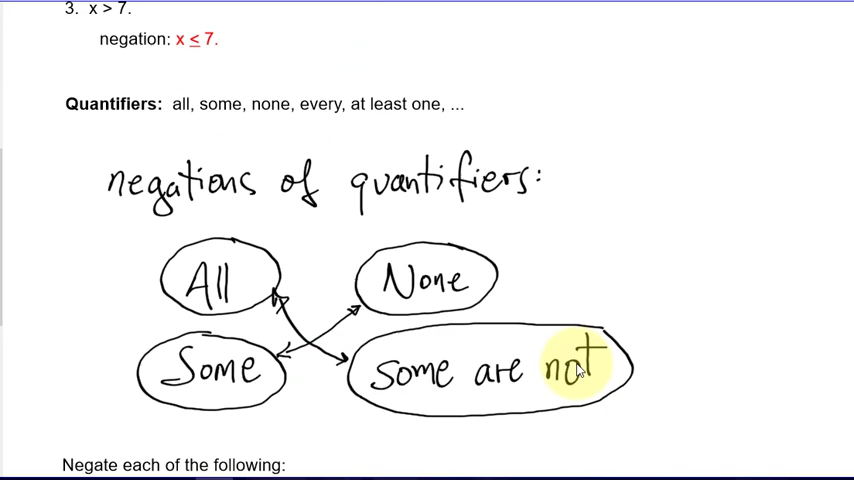 3. x > 7.
negation: x ≤ 7.
Quantifiers: all, some, none, every, at least one, ...
negations of quantifiers:
All None
Some some are not
Negate each of the following: